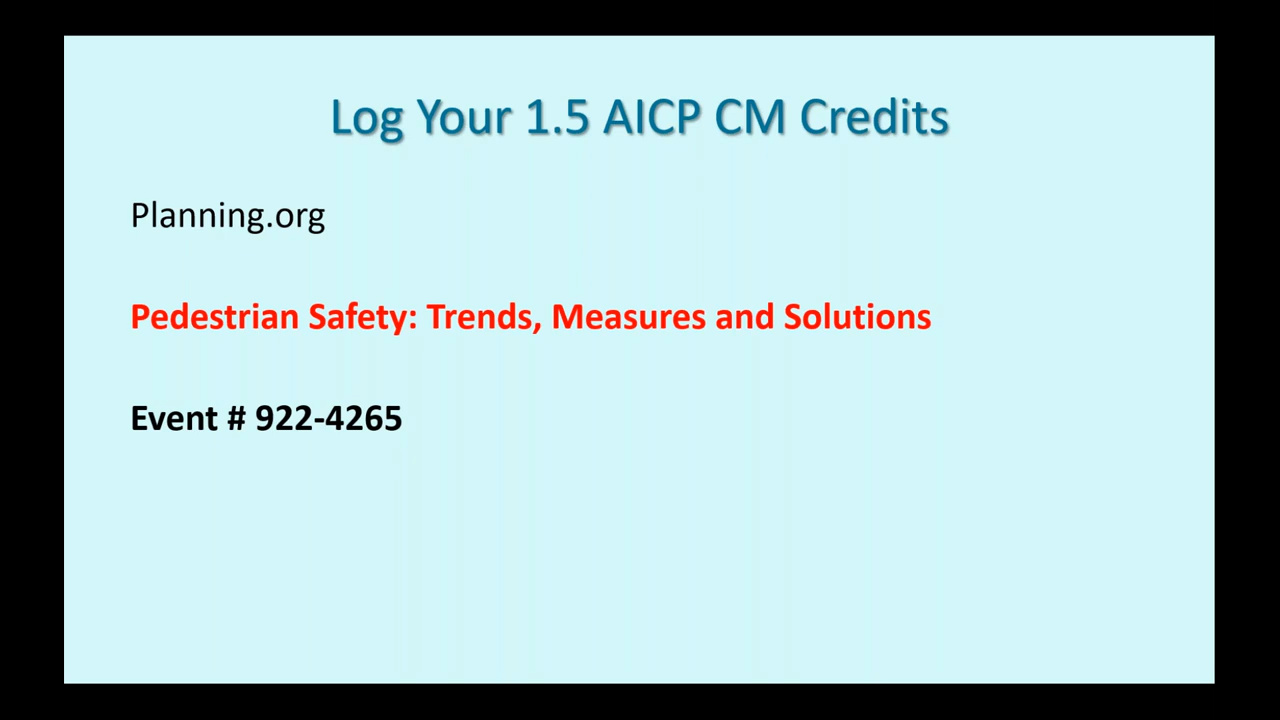 Log Your 1.5 AICP CM Credits
Planning.org
Pedestrian Safety: Trends, Measures and Solutions
Event # 922-4265